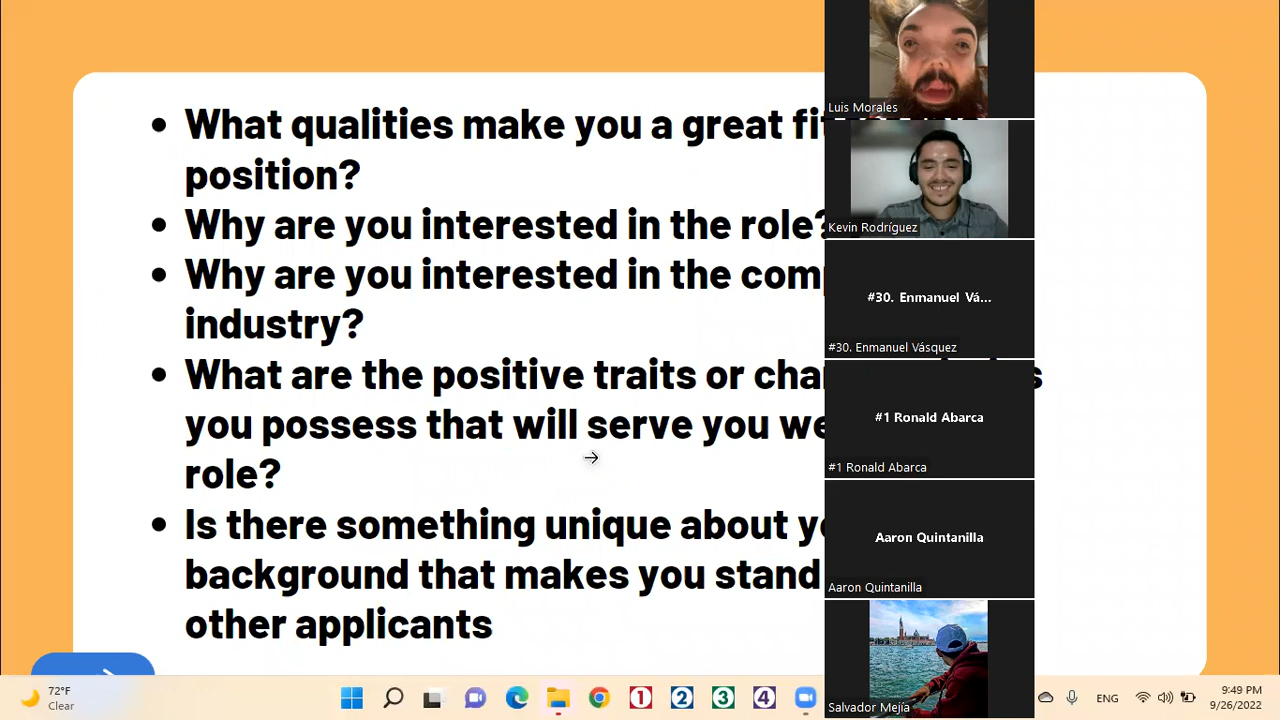 What qualities make you a great
position?
Why are you interested in the role?
Why are you interested in the
industry?
What are the positive traits or
you possess that will serve you
role?
Is there something unique about
background that makes you stand
other applicants
Luis Morales
Kevin Rodríguez
#30. Enmanuel Vá...
#30. Enmanuel Vásquez
#1 Ronald Abarca
#1 Ronald Abarca
Aaron Quintanilla
Aaron Quintanilla
Salvador Mejía
72°F
Clear
1
2
3
4
ENG
9:49 PM
9/26/2022